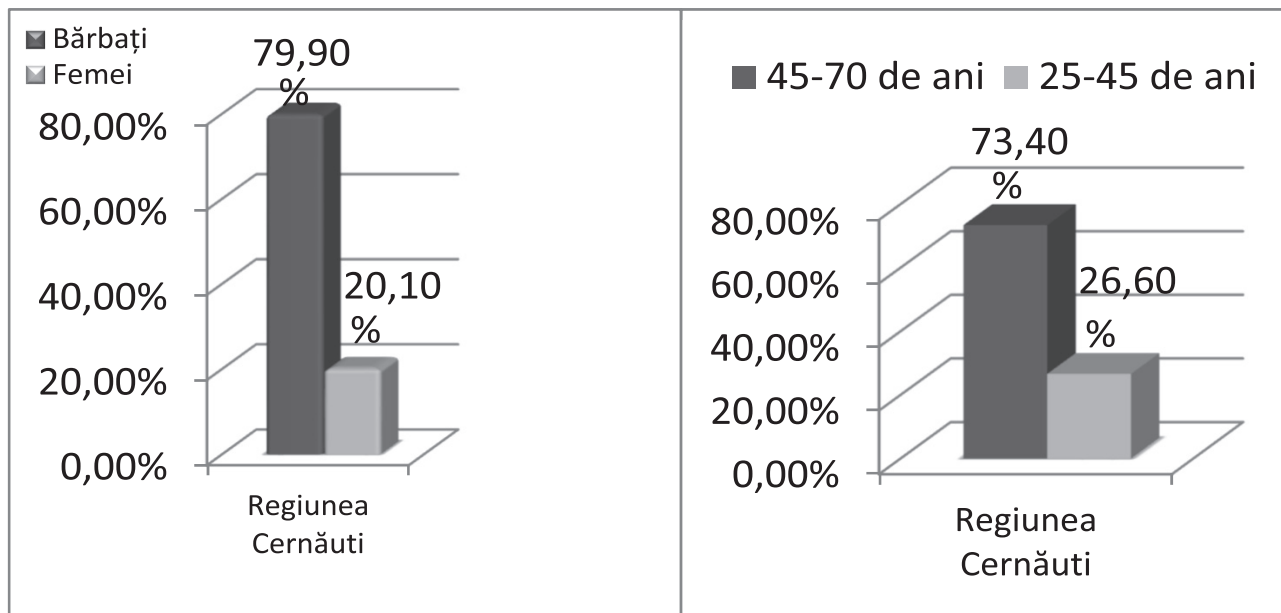 Bărbați
Femei
79,90
%
80,00%
60,00%
40,00%
20,10
%
20,00%
0,00%
Regiunea
Cernăuti
45-70 de ani 25-45 de ani
73,40
%
80,00%
60,00%
26,60
%
40,00%
20,00%
0,00%
Regiunea
Cernăuti